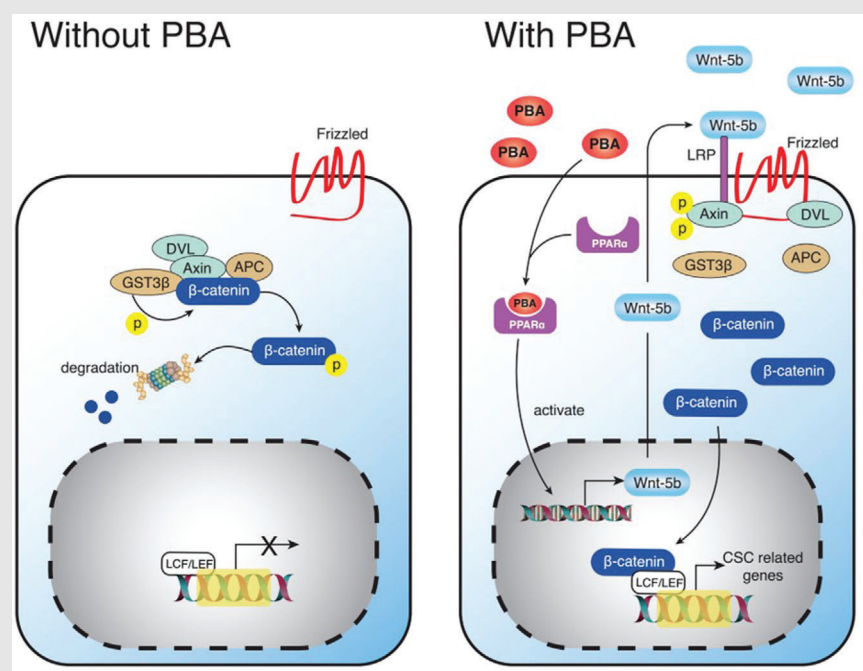 Without PBA
Frizzled
DVL
Axin
APC
GST3β
β-catenin
p
β-catenin
p
degradation
LCF/LEF
X
With PBA
Wnt-5b
Wnt-5b
PBA
Wnt-5b
PBA
PBA
LRP
Frizzled
p
p
Axin
DVL
PPARα
GST3β
APC
PBA
PPARα
Wnt-5b
β-catenin
β-catenin
β-catenin
activate
Wnt-5b
β-catenin
LCF/LEF
CSC related
genes